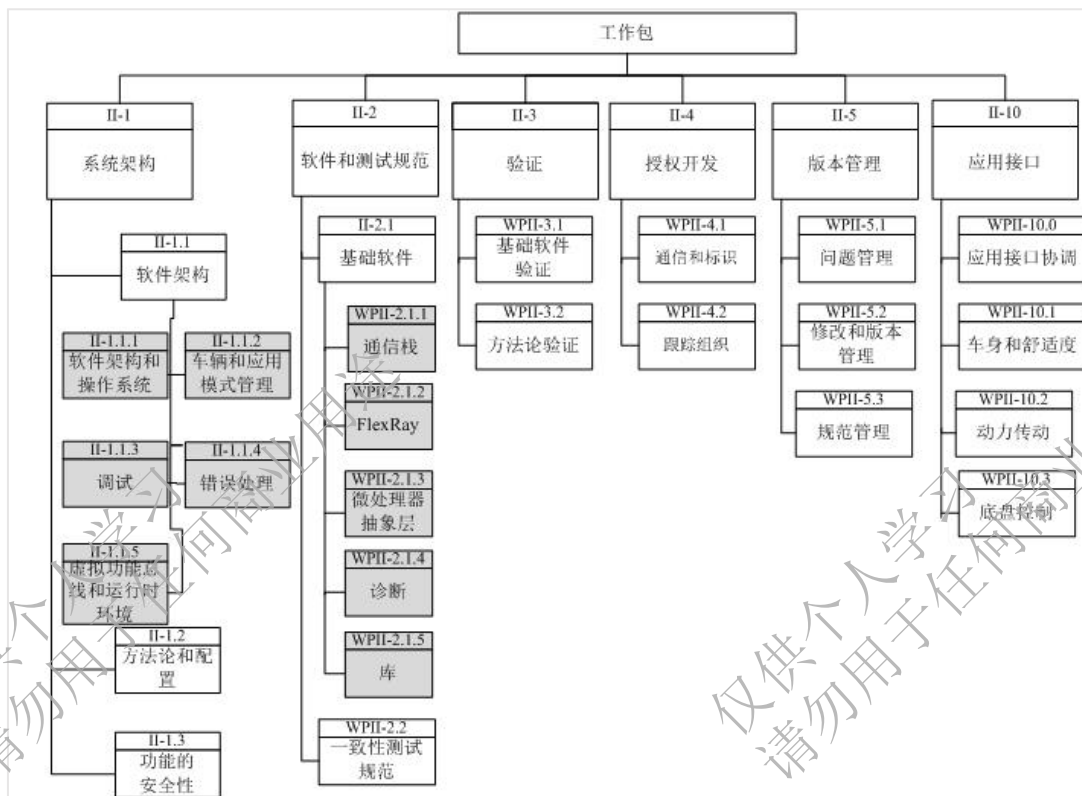 工作包
II-1
系统架构
II-1.1
软件架构
II-1.1.1
软件架构和
操作系统
II-1.1.2
车辆和应用
模式管理
II-1.1.3
调试
II-1.1.4
错误处理
II-1.1.5
虚拟功能总
线和运行时
环境
II-1.2
方法论和配
置
II-1.3
功能的
安全性
II-2
软件和测试规范
II-2.1
基础软件
WPII-2.1.1
通信栈
WPII-2.1.2
FlexRay
WPII-2.1.3
微处理器
抽象层
WPII-2.1.4
诊断
WPII-2.1.5
库
WPII-2.2
一致性测试
规范
II-3
验证
WPII-3.1
基础软件
验证
WPII-3.2
方法论验证
II-4
授权开发
WPII-4.1
通信和标识
WPII-4.2
跟踪组织
II-5
版本管理
WPII-5.1
问题管理
WPII-5.2
修改和版本
管理
WPII-5.3
规范管理
II-10
应用接口
WPII-10.0
应用接口协调
WPII-10.1
车身和舒适度
WPII-10.2
动力传动
WPII-10.3
底盘控制
供个人学习
请勿用于任何商业用途
仅供个人学习
请勿用于任何商业